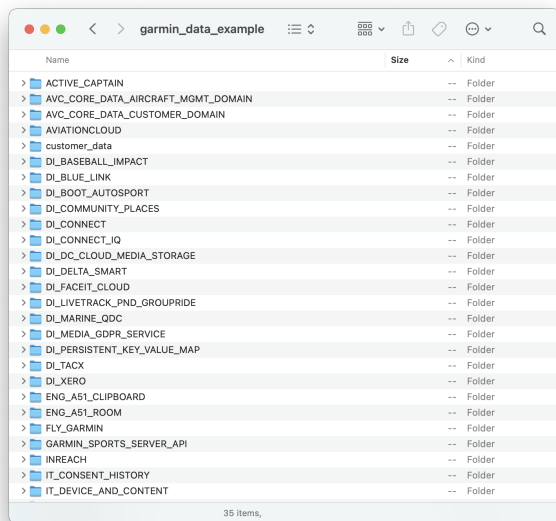 garmin_data_example
Name Size Kind
ACTIVE_CAPTAIN -- Folder
AVC_CORE_DATA_AIRCRAFT_MGMT_DOMAIN -- Folder
AVC_CORE_DATA_CUSTOMER_DOMAIN -- Folder
AVIATIONCLOUD -- Folder
customer_data -- Folder
DI_BASEBALL_IMPACT -- Folder
DI_BLUE_LINK -- Folder
DI_BOOT_AUTOSPORT -- Folder
DI_COMMUNITY_PLACES -- Folder
DI_CONNECT -- Folder
DI_CONNECT_IQ -- Folder
DI_DC_CLOUD_MEDIA_STORAGE -- Folder
DI_DELTA_SMART -- Folder
DI_FACEIT_CLOUD -- Folder
DI_LIVETRACK_PND_GROUPRIDE -- Folder
DI_MARINE_QDC -- Folder
DI_MEDIA_GDPR_SERVICE -- Folder
DI_PERSISTENT_KEY_VALUE_MAP -- Folder
DI_TACX -- Folder
DI_XERO -- Folder
ENG_A51_CLIPBOARD -- Folder
ENG_A51_ROOM -- Folder
FLY_GARMIN -- Folder
GARMIN_SPORTS_SERVER_API -- Folder
INREACH -- Folder
IT_CONSENT_HISTORY -- Folder
IT_DEVICE_AND_CONTENT -- Folder
35 items,